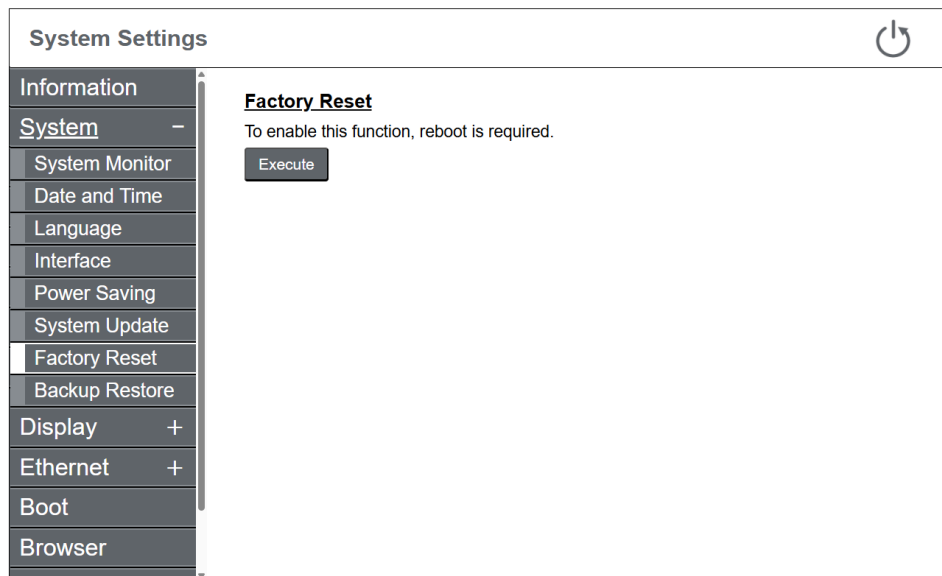 System Settings
Information
System −
System Monitor
Date and Time
Language
Interface
Power Saving
System Update
Factory Reset
Backup Restore
Display +
Ethernet +
Boot
Browser
Factory Reset
To enable this function, reboot is required.
Execute